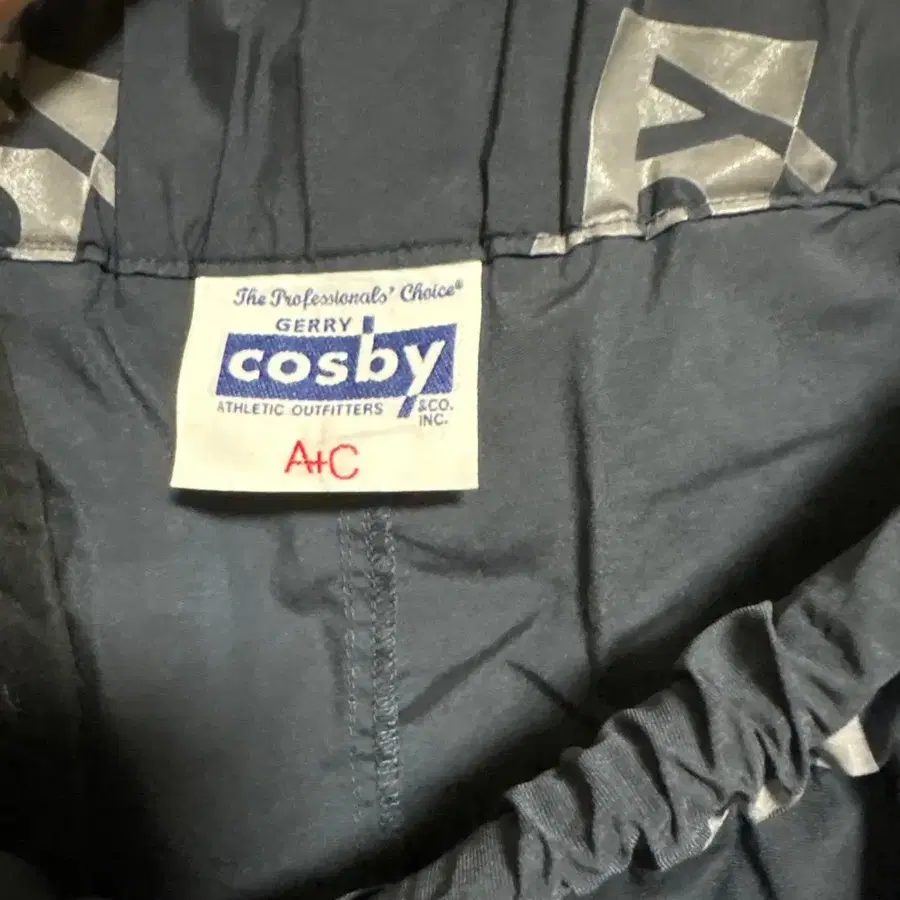 The Professionals' Choice®
GERRY
cosby
ATHLETIC OUTFITTERS &CO.
INC.
A+C
y